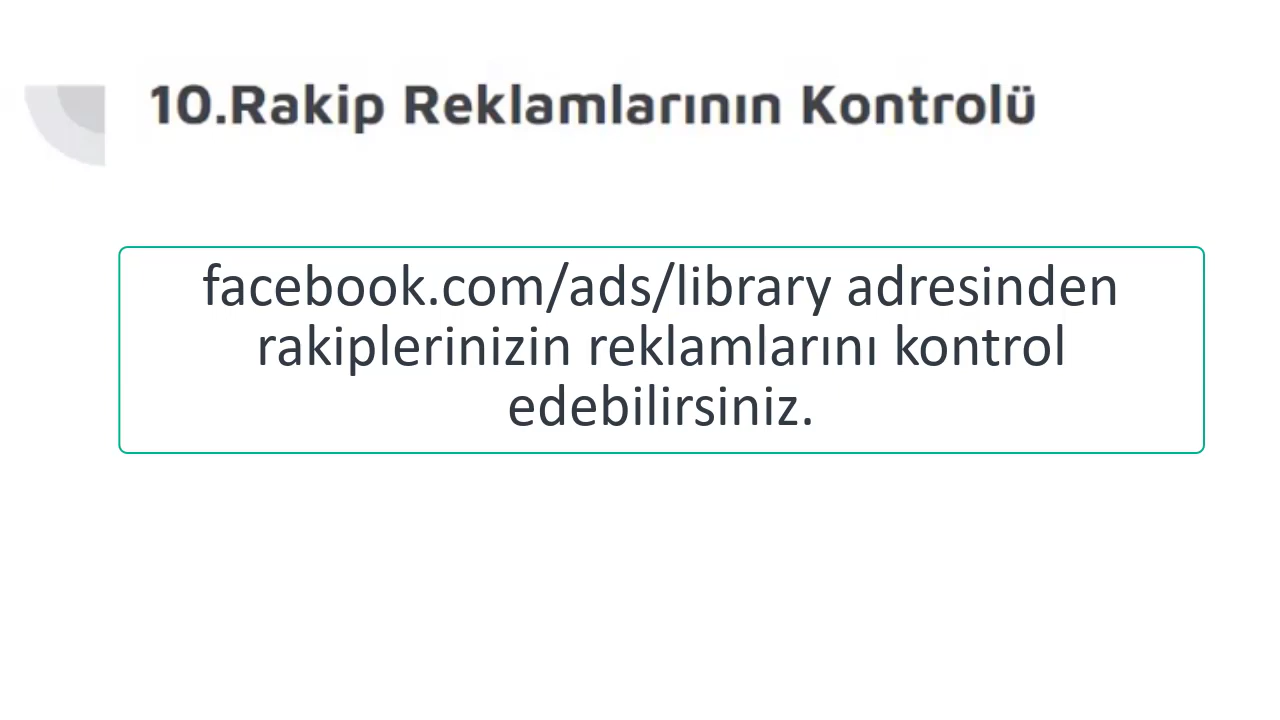 10.Rakip Reklamlarının Kontrolü
facebook.com/ads/library adresinden
rakiplerinizin reklamlarını kontrol
edebilirsiniz.